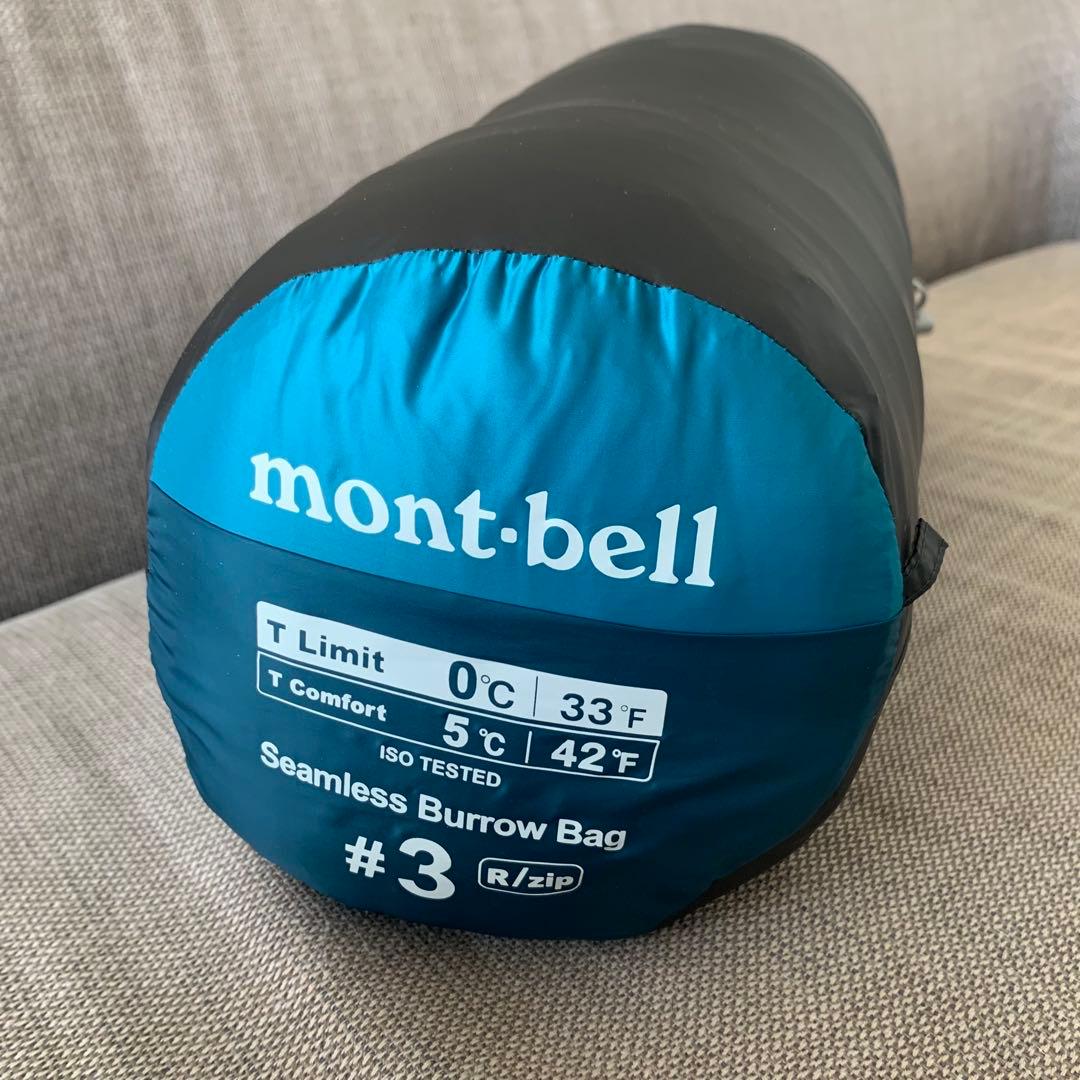 mont·bell
T Limit 0°C | 33°F
T Comfort 5°C | 42°F
ISO TESTED
Seamless Burrow Bag
#3 R/zip